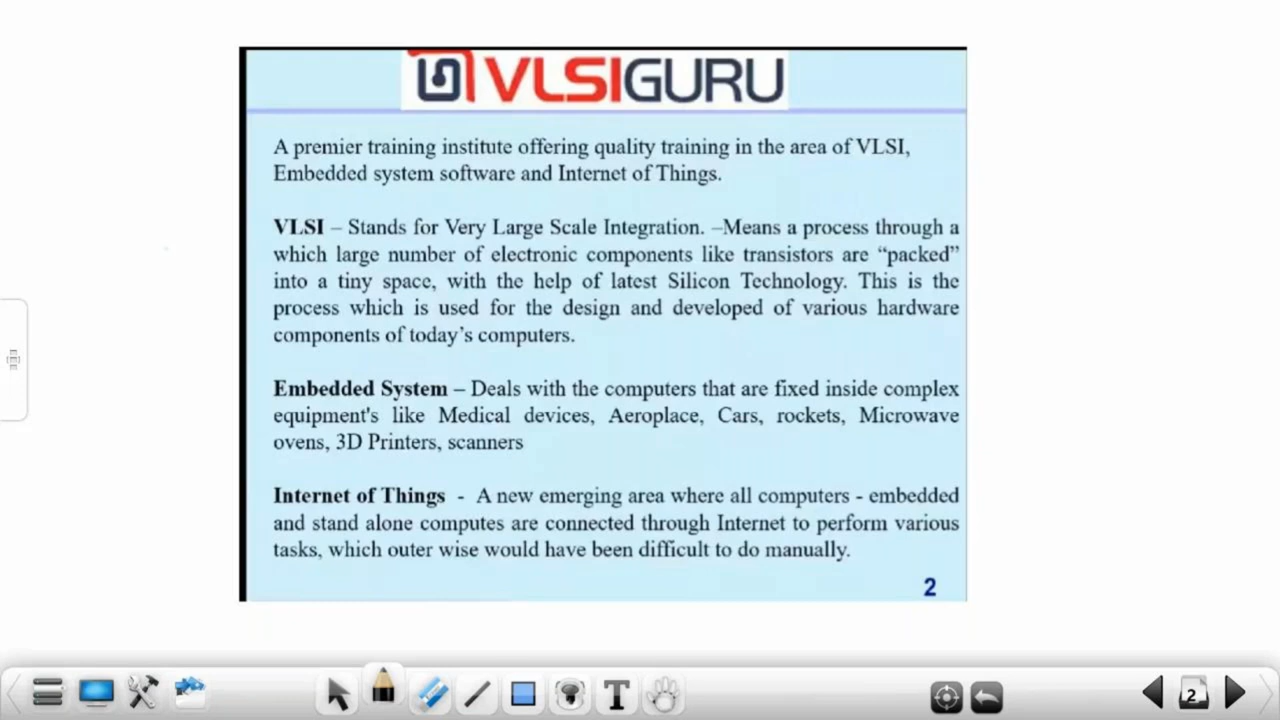 VLSIGURU
A premier training institute offering quality training in the area of VLSI,
Embedded system software and Internet of Things.
VLSI – Stands for Very Large Scale Integration. –Means a process through a
which large number of electronic components like transistors are “packed”
into a tiny space, with the help of latest Silicon Technology. This is the
process which is used for the design and developed of various hardware
components of today’s computers.
Embedded System – Deals with the computers that are fixed inside complex
equipment's like Medical devices, Aeroplace, Cars, rockets, Microwave
ovens, 3D Printers, scanners
Internet of Things - A new emerging area where all computers - embedded
and stand alone computes are connected through Internet to perform various
tasks, which outer wise would have been difficult to do manually.
2
T
2